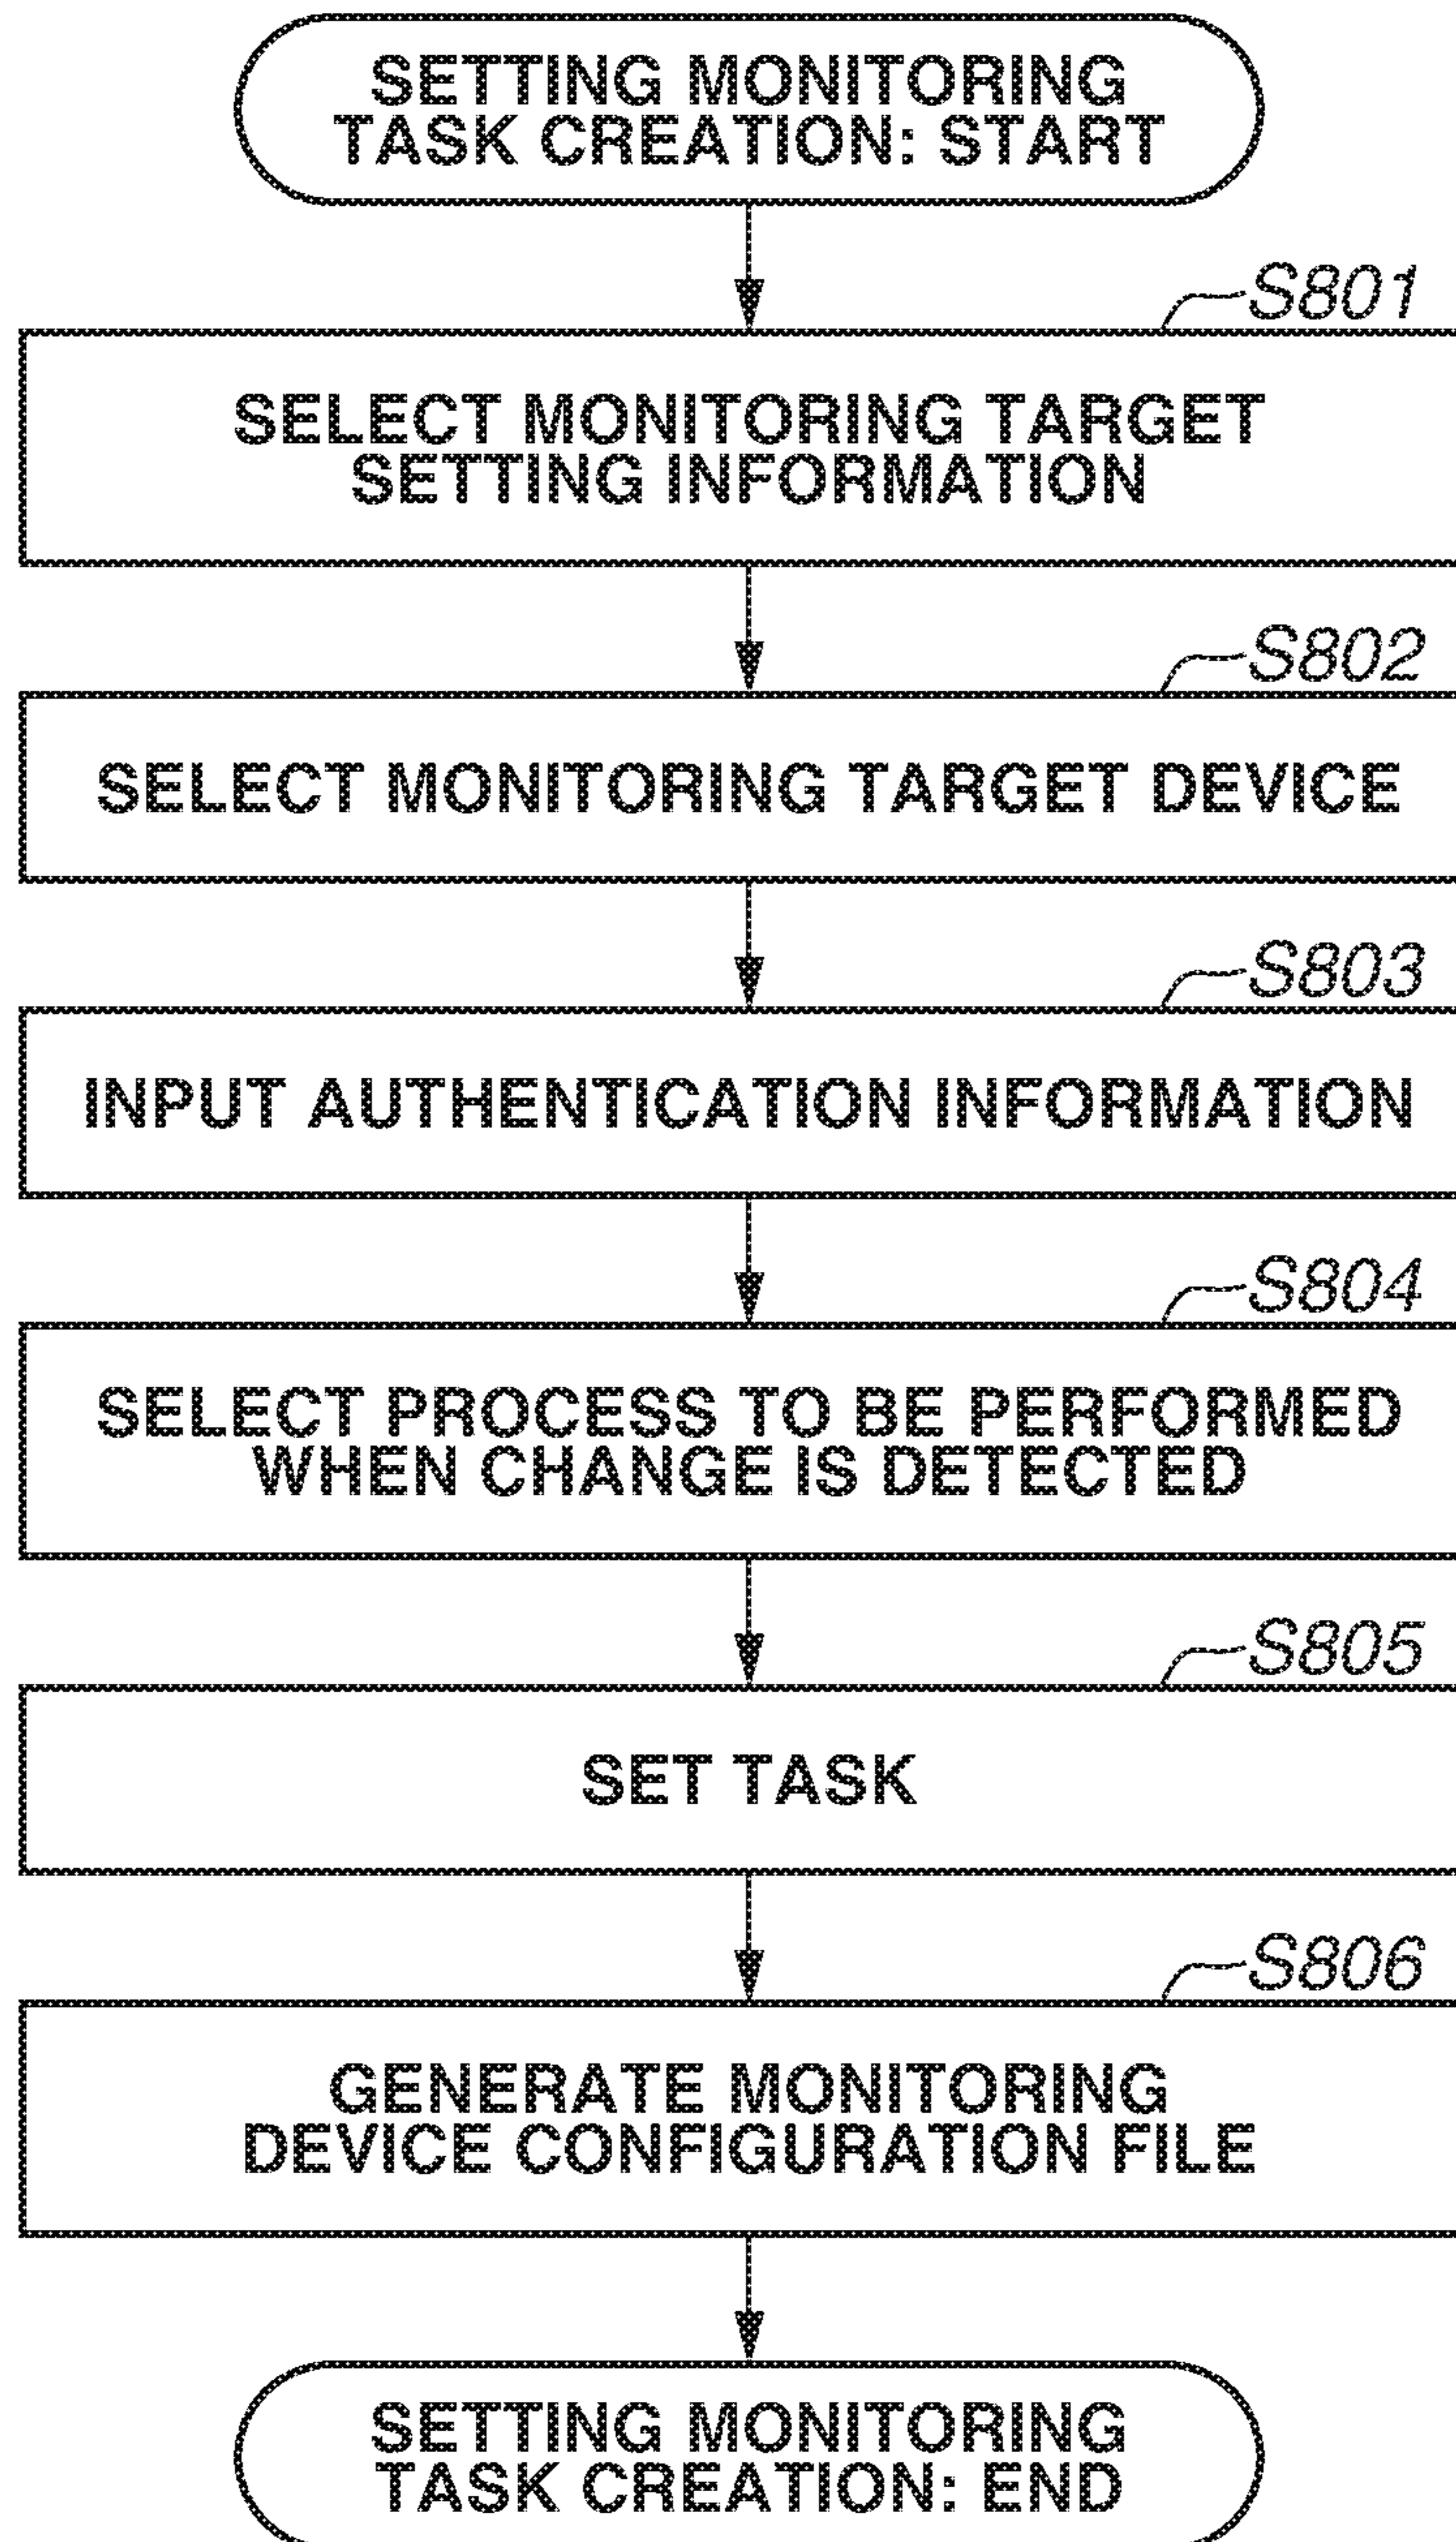 SETTING MONITORING
TASK CREATION: START
S801
SELECT MONITORING TARGET
SETTING INFORMATION
S802
SELECT MONITORING TARGET DEVICE
S803
INPUT AUTHENTICATION INFORMATION
S804
SELECT PROCESS TO BE PERFORMED
WHEN CHANGE IS DETECTED
S805
SET TASK
S806
GENERATE MONITORING
DEVICE CONFIGURATION FILE
SETTING MONITORING
TASK CREATION: END